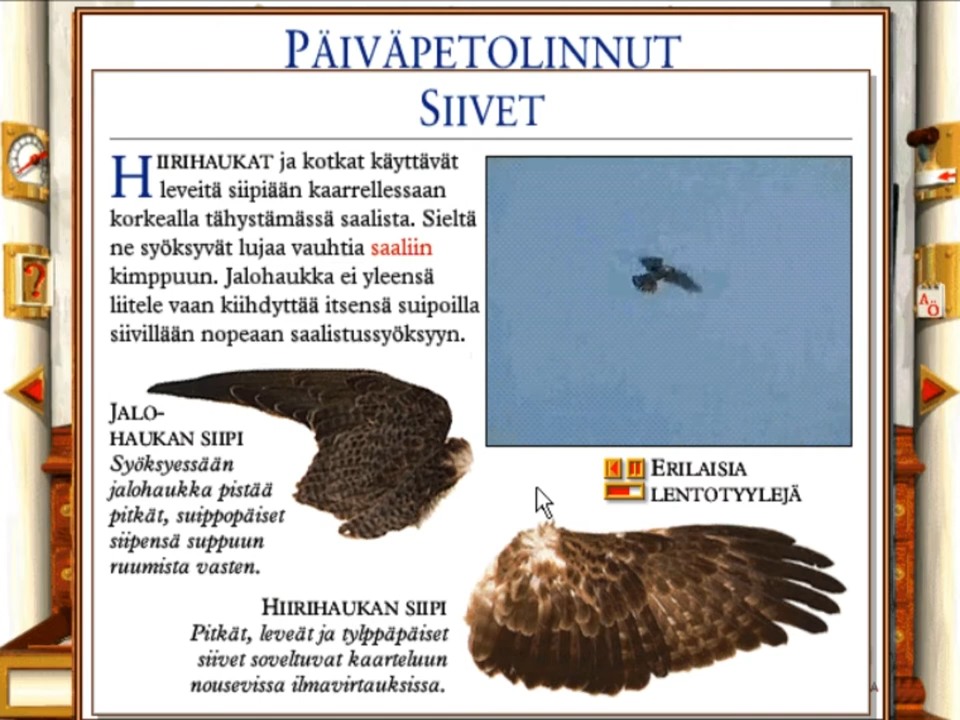 PÄIVÄPETOLINNUT
SIIVET
HIIRIHAUKAT ja kotkat käyttävät
leveitä siipiään kaarrellessaan
korkealla tähystämässä saalista. Sieltä
ne syöksyvät lujaa vauhtia saaliin
kimppuun. Jalohaukka ei yleensä
liitele vaan kiihdyttää itsensä suipoilla
siivillään nopeaan saalistussyöksyyn.
JALO-
HAUKAN SIIPI
Syöksyessään
jalohaukka pistää
pitkät, suippopäiset
siipensä suppuun
ruumista vasten.
ERILAISIA
LENTOTYYLEJÄ
HIIRIHAUKAN SIIPI
Pitkät, leveät ja tylppäpäiset
siivet soveltuvat kaarteluun
nousevissa ilmavirtauksissa.
?
A
Ö
A